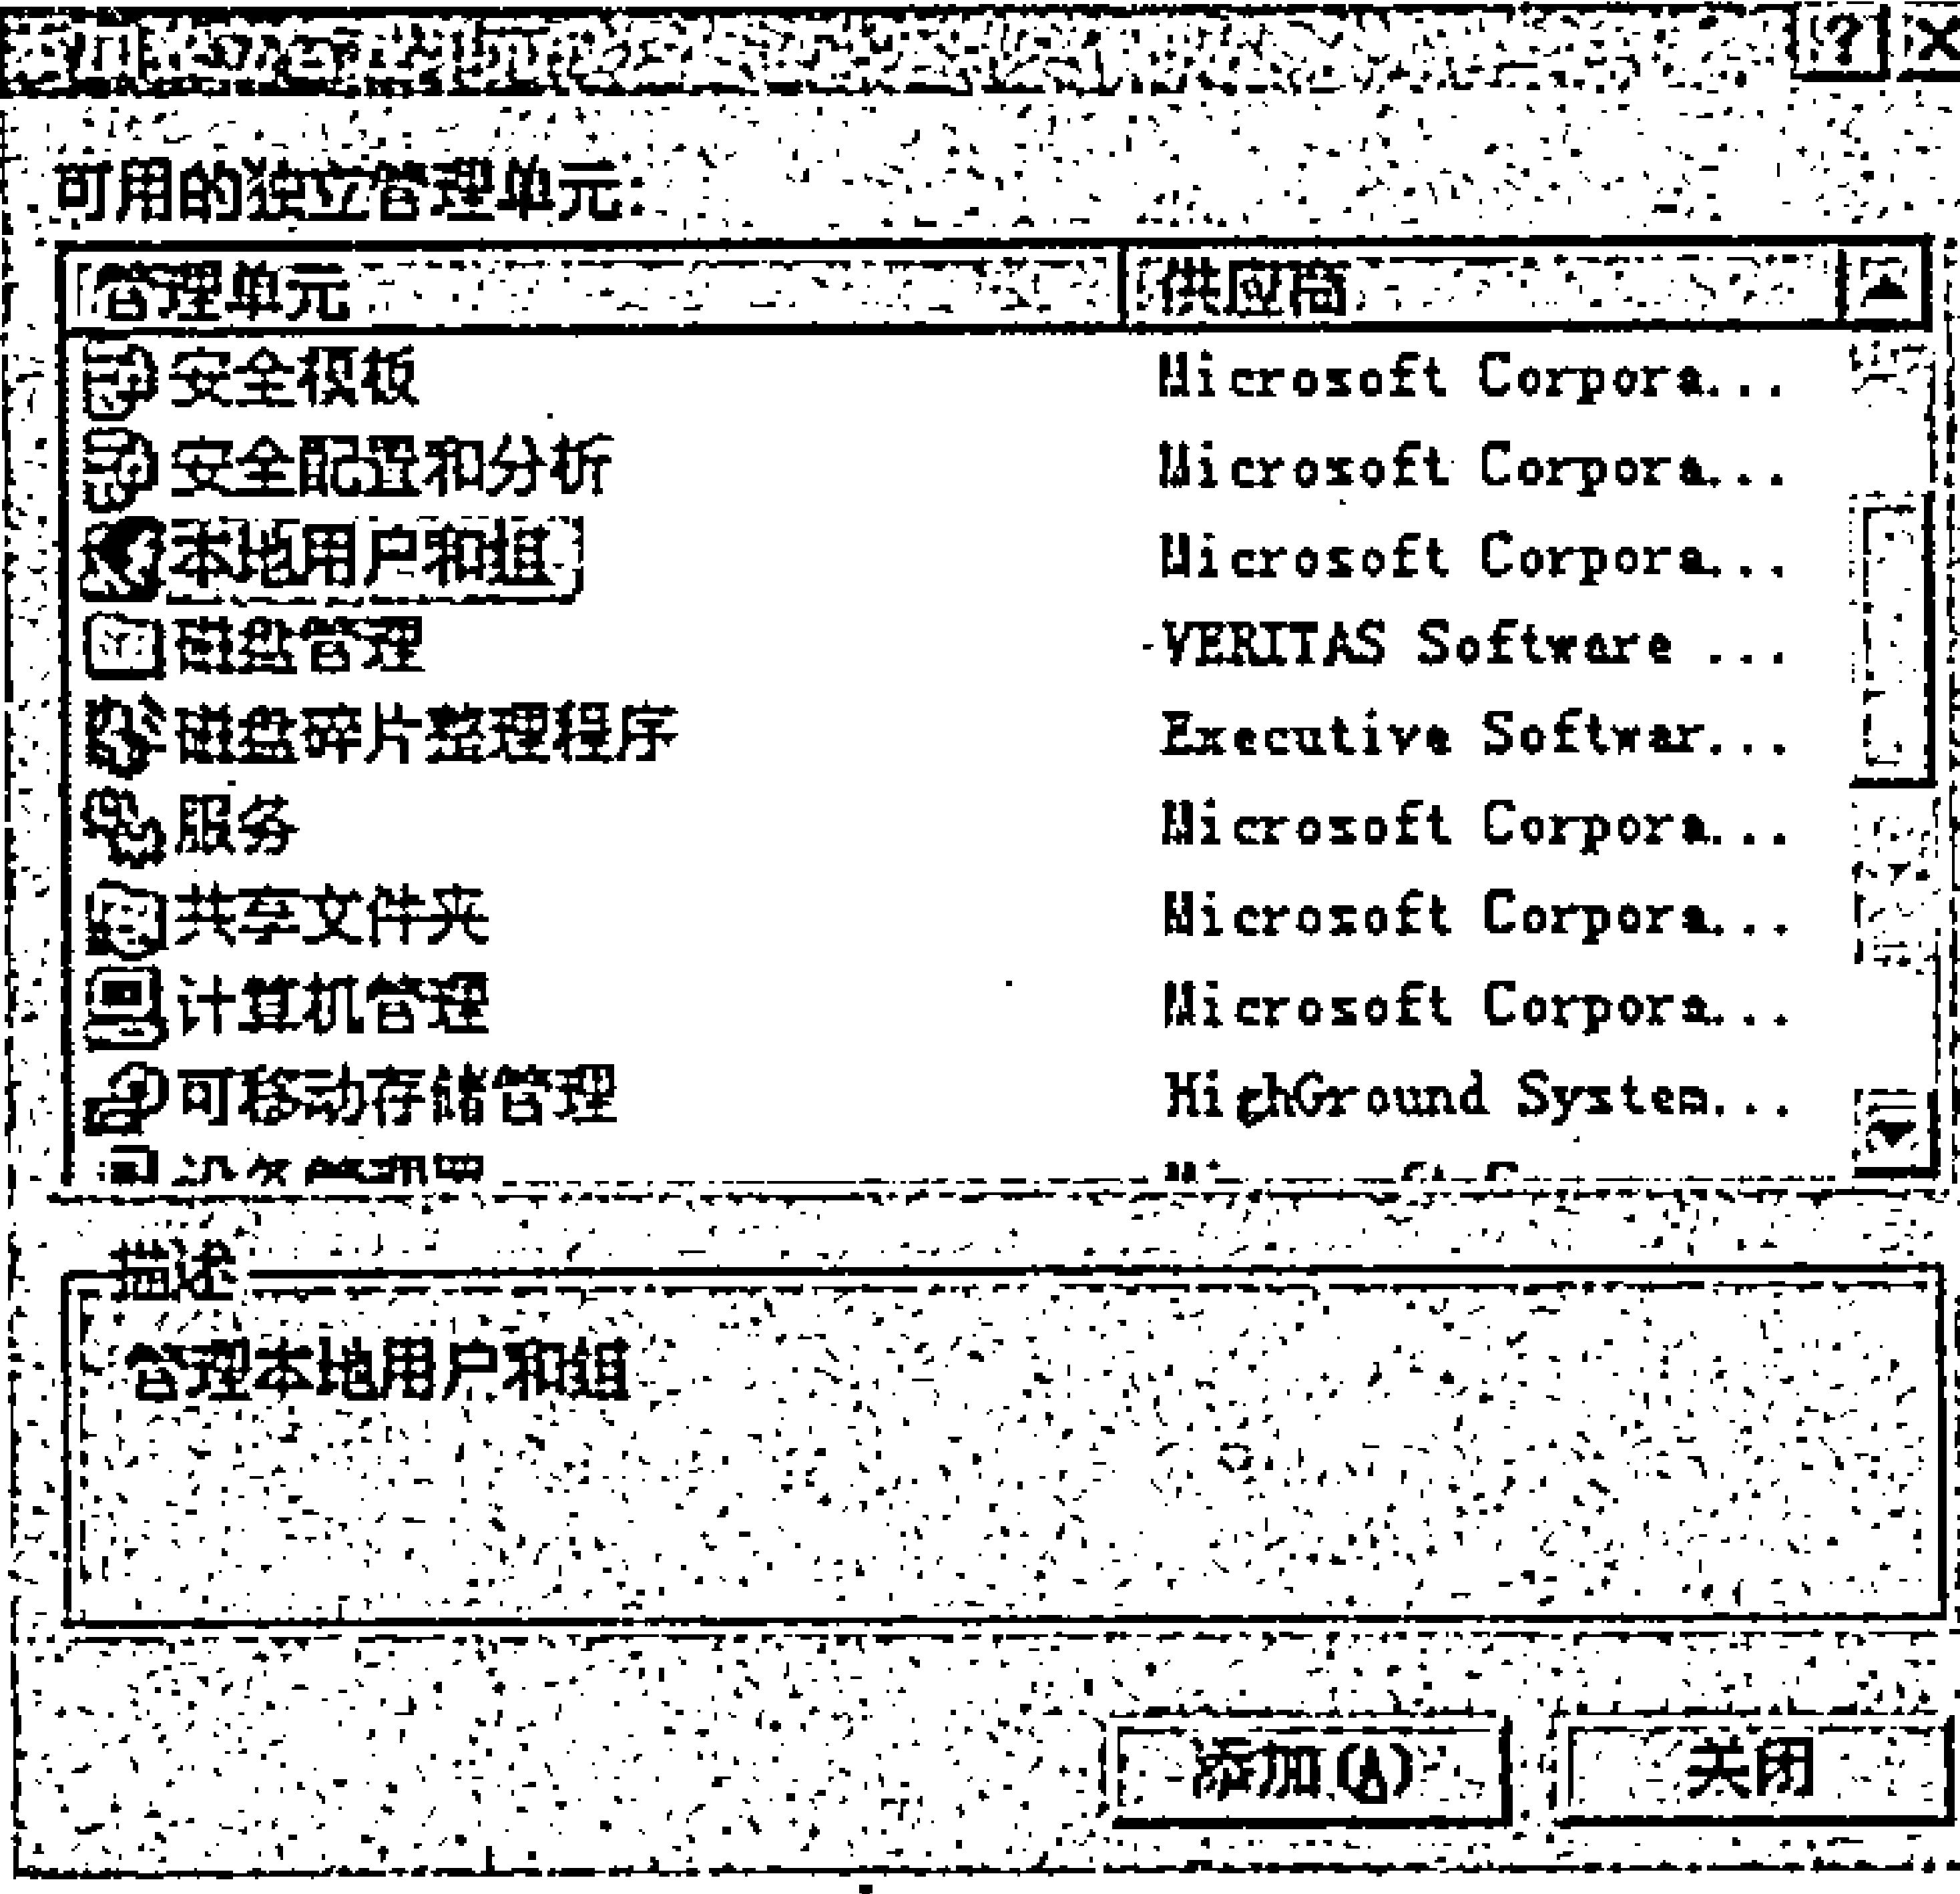 可用的独立管理单元:
管理单元 供应商
安全模板 Microsoft Corpora...
安全配置和分析 Microsoft Corpora...
本地用户和组 Microsoft Corpora...
磁盘管理 VERITAS Software ...
磁盘碎片整理程序 Executive Softwar...
服务 Microsoft Corpora...
共享文件夹 Microsoft Corpora...
计算机管理 Microsoft Corpora...
可移动存储管理 HighGround System...
描述
管理本地用户和组
添加(A) 关闭